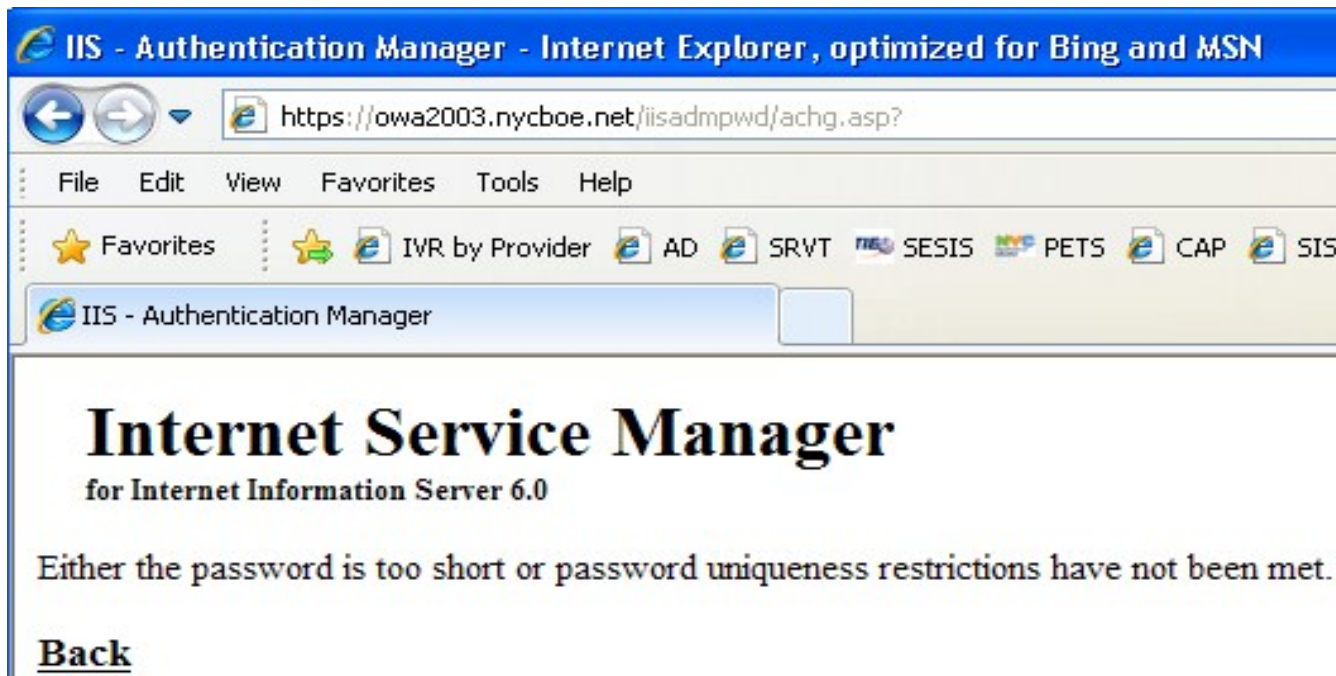 IIS - Authentication Manager - Internet Explorer, optimized for Bing and MSN
https://owa2003.nycboe.net/iisadmpwd/achg.asp?
File Edit View Favorites Tools Help
Favorites IVR by Provider AD SRVT SESIS PETS CAP SIS
IIS - Authentication Manager
Internet Service Manager
for Internet Information Server 6.0
Either the password is too short or password uniqueness restrictions have not been met.
Back